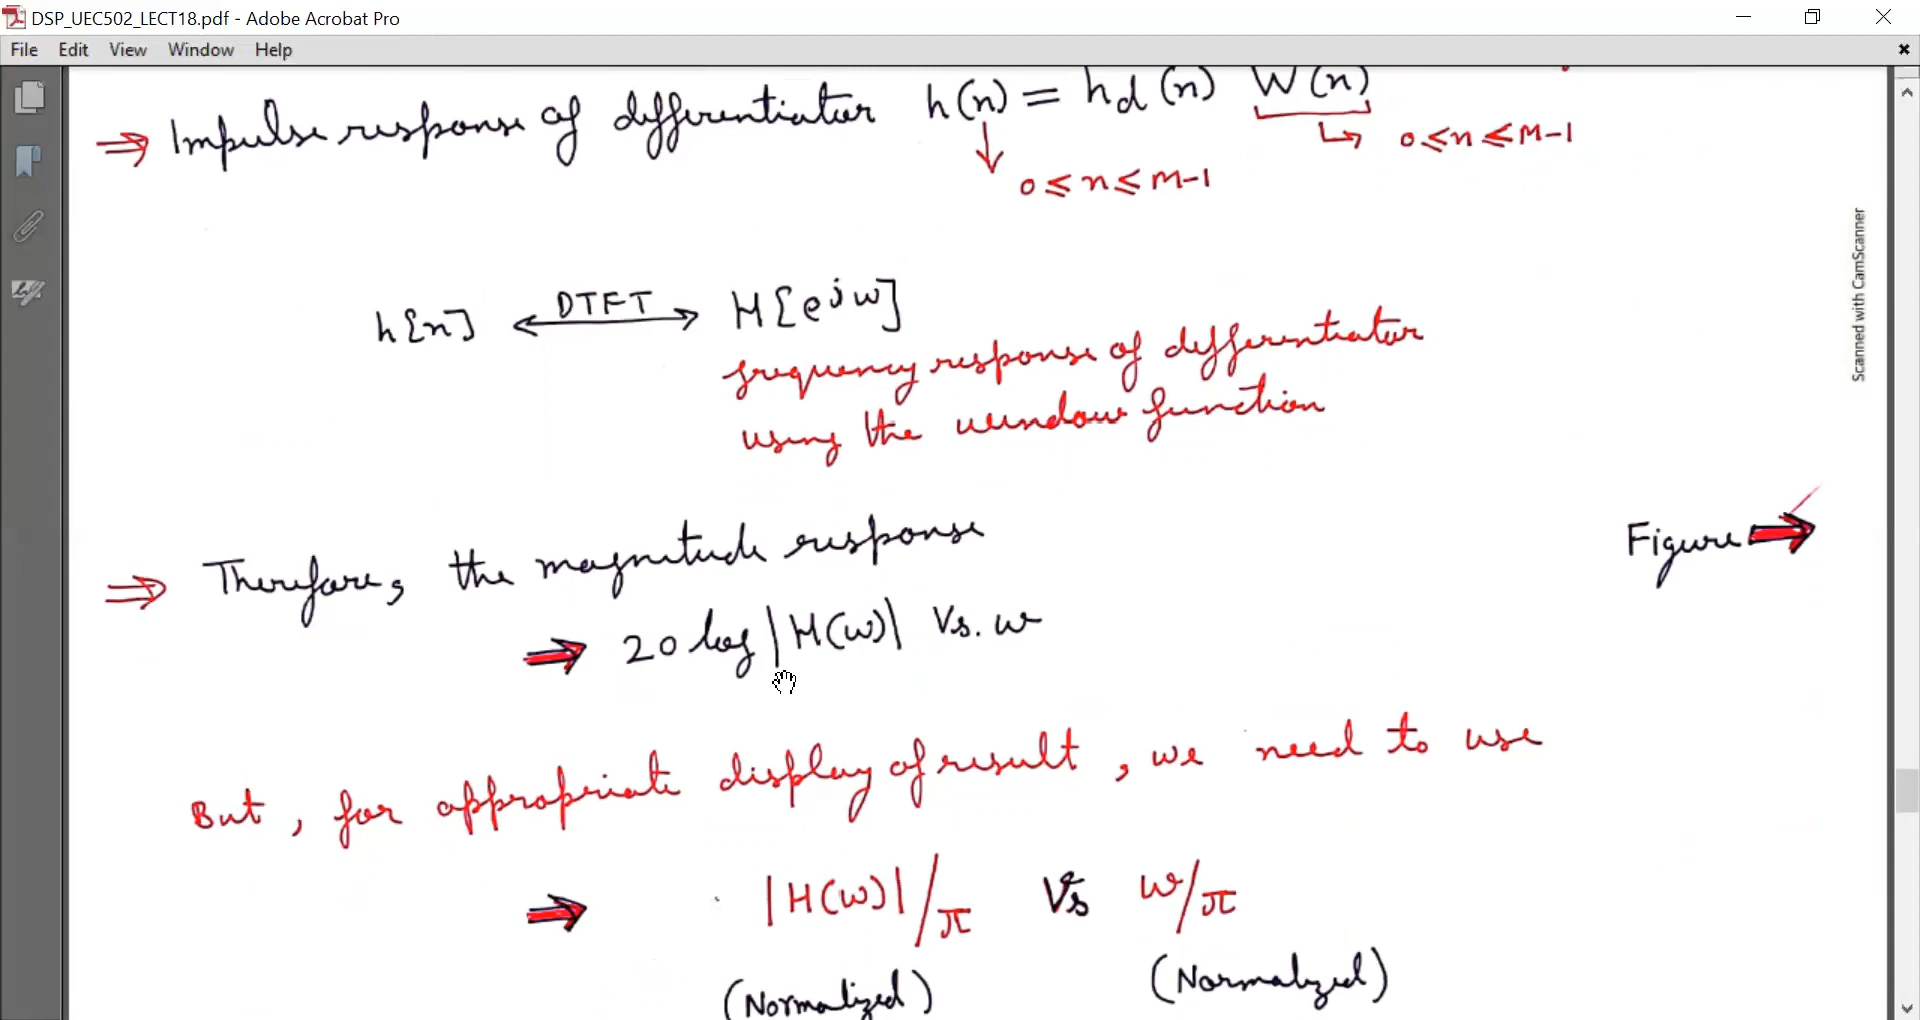 DSP_UEC502_LECT18.pdf - Adobe Acrobat Pro
File Edit View Window Help
⇒ Impulse response of differentiator h(n) = hd(n) W(n)
↳ 0≤n≤M-1
0≤n≤M-1
h[n] ⟷ DTFT H[e^jw]
frequency response of differentiator
using the window function
Figure ⇒
⇒ Therefore, the magnitude response
⇒ 20 log |H(w)| Vs. w
But, for appropriate display of result, we need to use
⇒ |H(w)|/π Vs w/π
(Normalized) (Normalized)
Scanned with CamScanner